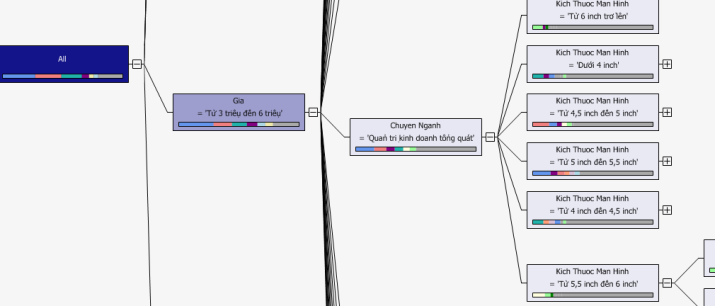 All
Gia
= 'Từ 3 triệu đến 6 triệu'
Chuyen Nganh
= 'Quản trị kinh doanh tổng quát'
Kich Thuoc Man Hinh
= 'Từ 6 inch trở lên'
Kich Thuoc Man Hinh
= 'Dưới 4 inch'
Kich Thuoc Man Hinh
= 'Từ 4,5 inch đến 5 inch'
Kich Thuoc Man Hinh
= 'Từ 5 inch đến 5,5 inch'
Kich Thuoc Man Hinh
= 'Từ 4 inch đến 4,5 inch'
Kich Thuoc Man Hinh
= 'Từ 5,5 inch đến 6 inch'